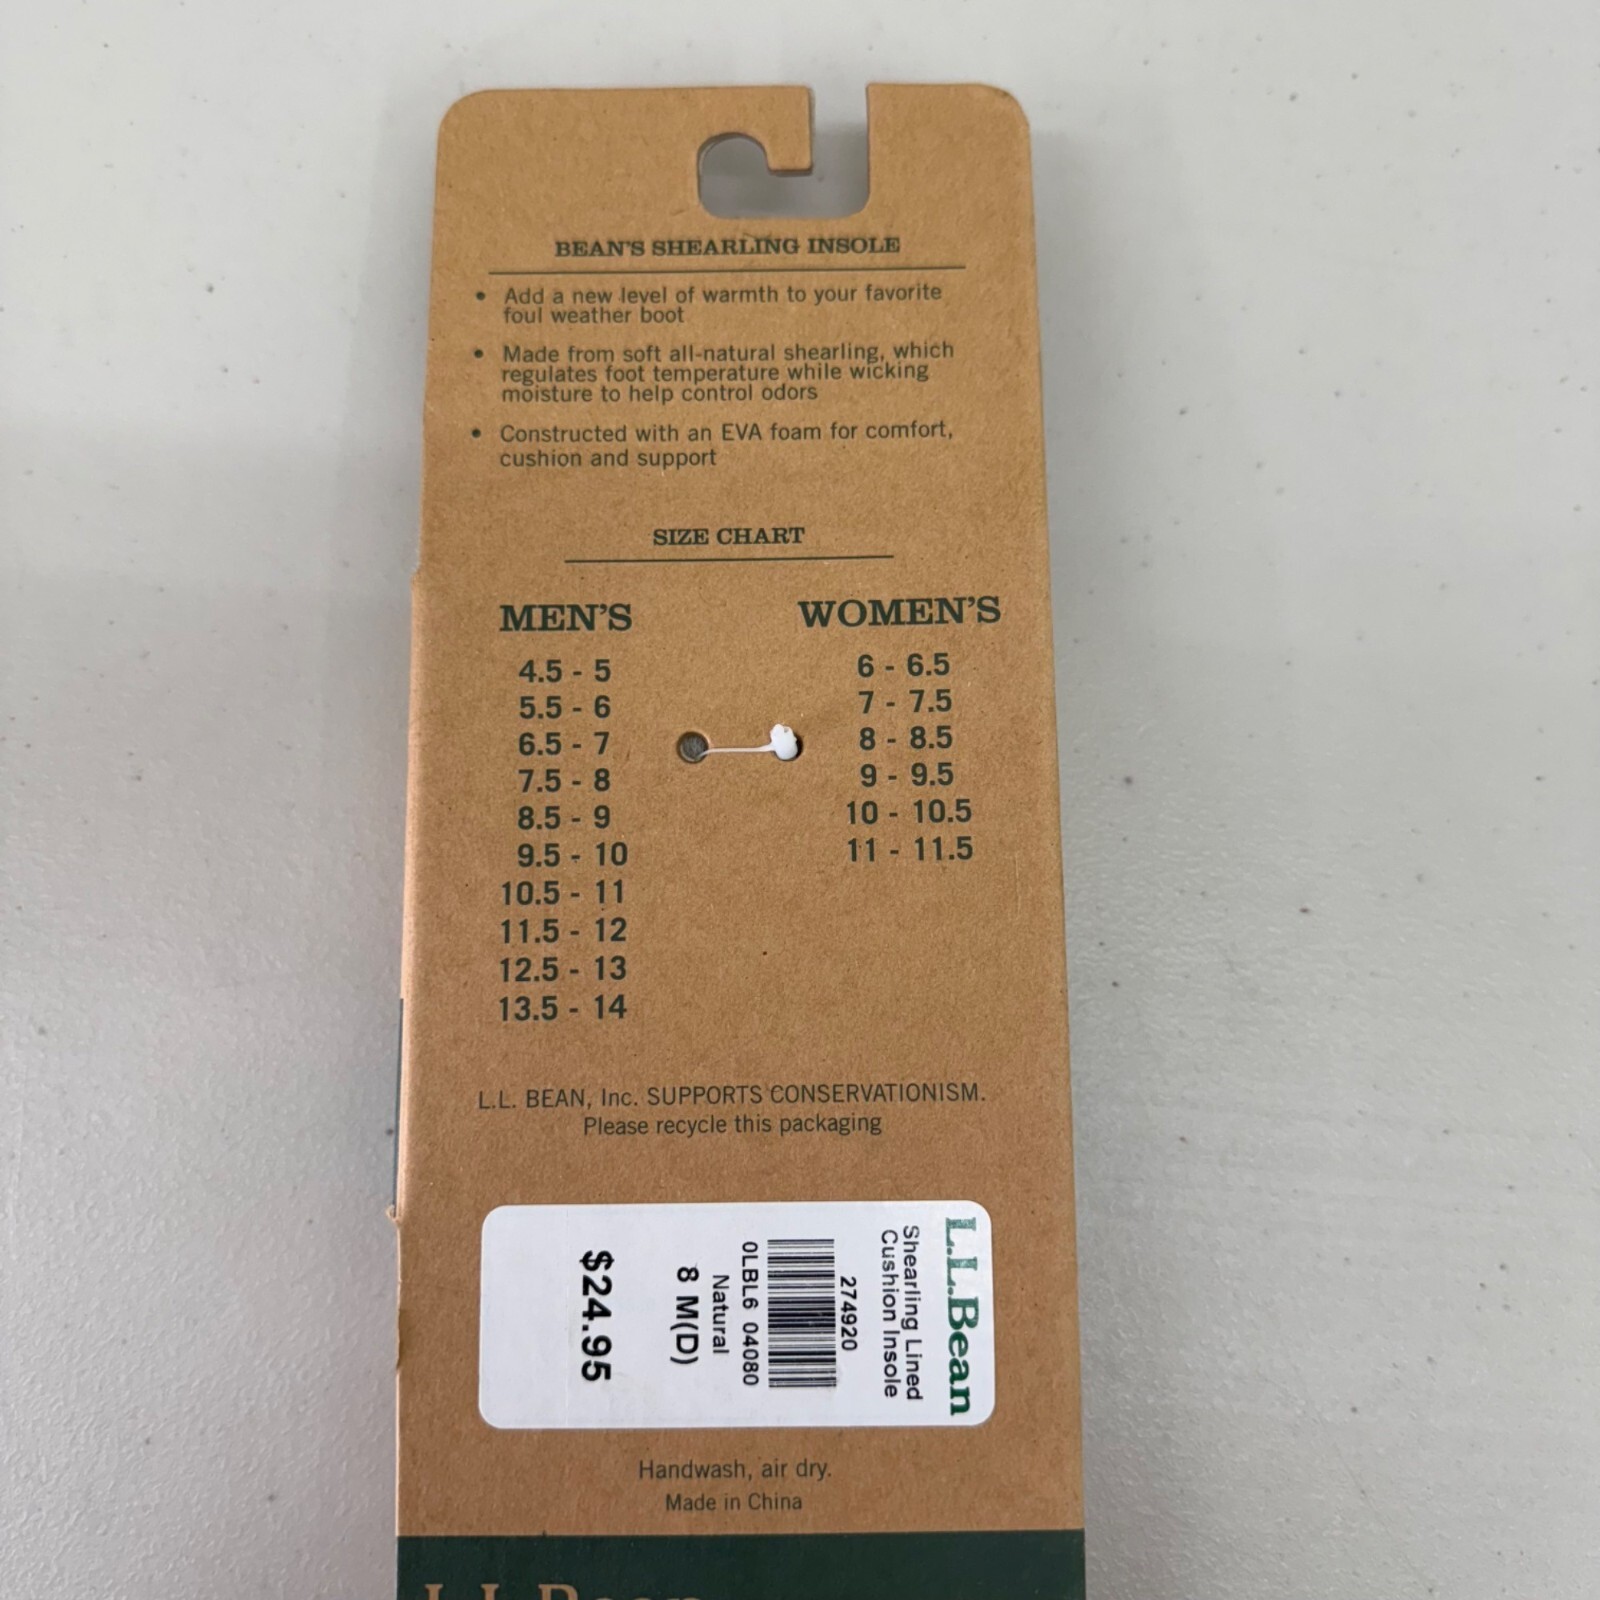 BEAN'S SHEARLING INSOLE
• Add a new level of warmth to your favorite
foul weather boot
• Made from soft all-natural shearling, which
regulates foot temperature while wicking
moisture to help control odors
• Constructed with an EVA foam for comfort,
cushion and support
SIZE CHART
MEN'S
4.5 - 5
5.5 - 6
6.5 - 7
7.5 - 8
8.5 - 9
9.5 - 10
10.5 - 11
11.5 - 12
12.5 - 13
13.5 - 14
WOMEN'S
6 - 6.5
7 - 7.5
8 - 8.5
9 - 9.5
10 - 10.5
11 - 11.5
L.L. BEAN, Inc. SUPPORTS CONSERVATIONISM.
Please recycle this packaging
L.L.Bean
Shearling Lined
Cushion Insole
274920
0LBL6 04080
Natural
8 M(D)
$24.95
Handwash, air dry.
Made in China
L.L.Bean